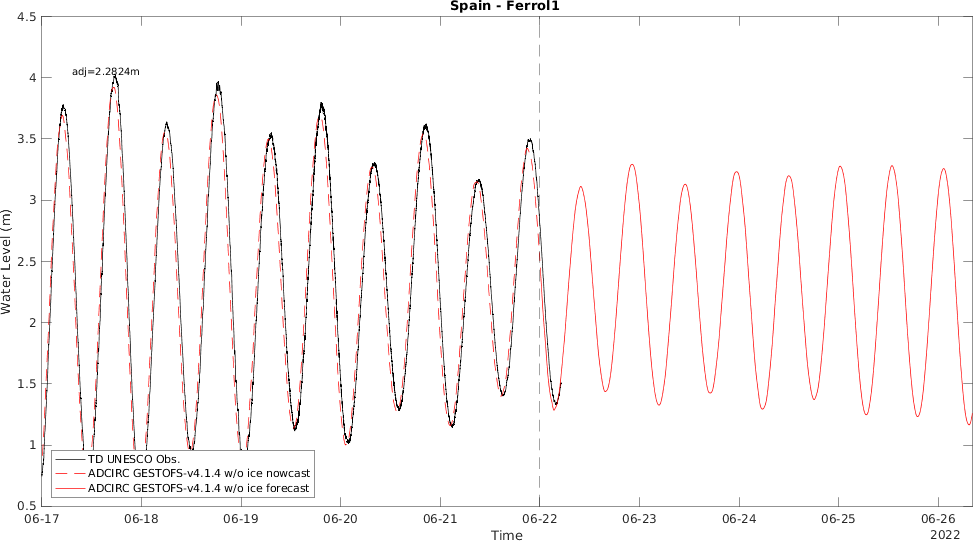 Spain - Ferrol1
4.5
4
3.5
3
2.5
2
1.5
1
0.5
Water Level (m)
adj=2.2824m
TD UNESCO Obs.
ADCIRC GESTOFS-v4.1.4 w/o ice nowcast
ADCIRC GESTOFS-v4.1.4 w/o ice forecast
06-17 06-18 06-19 06-20 06-21 06-22 06-23 06-24 06-25 06-26
2022
Time